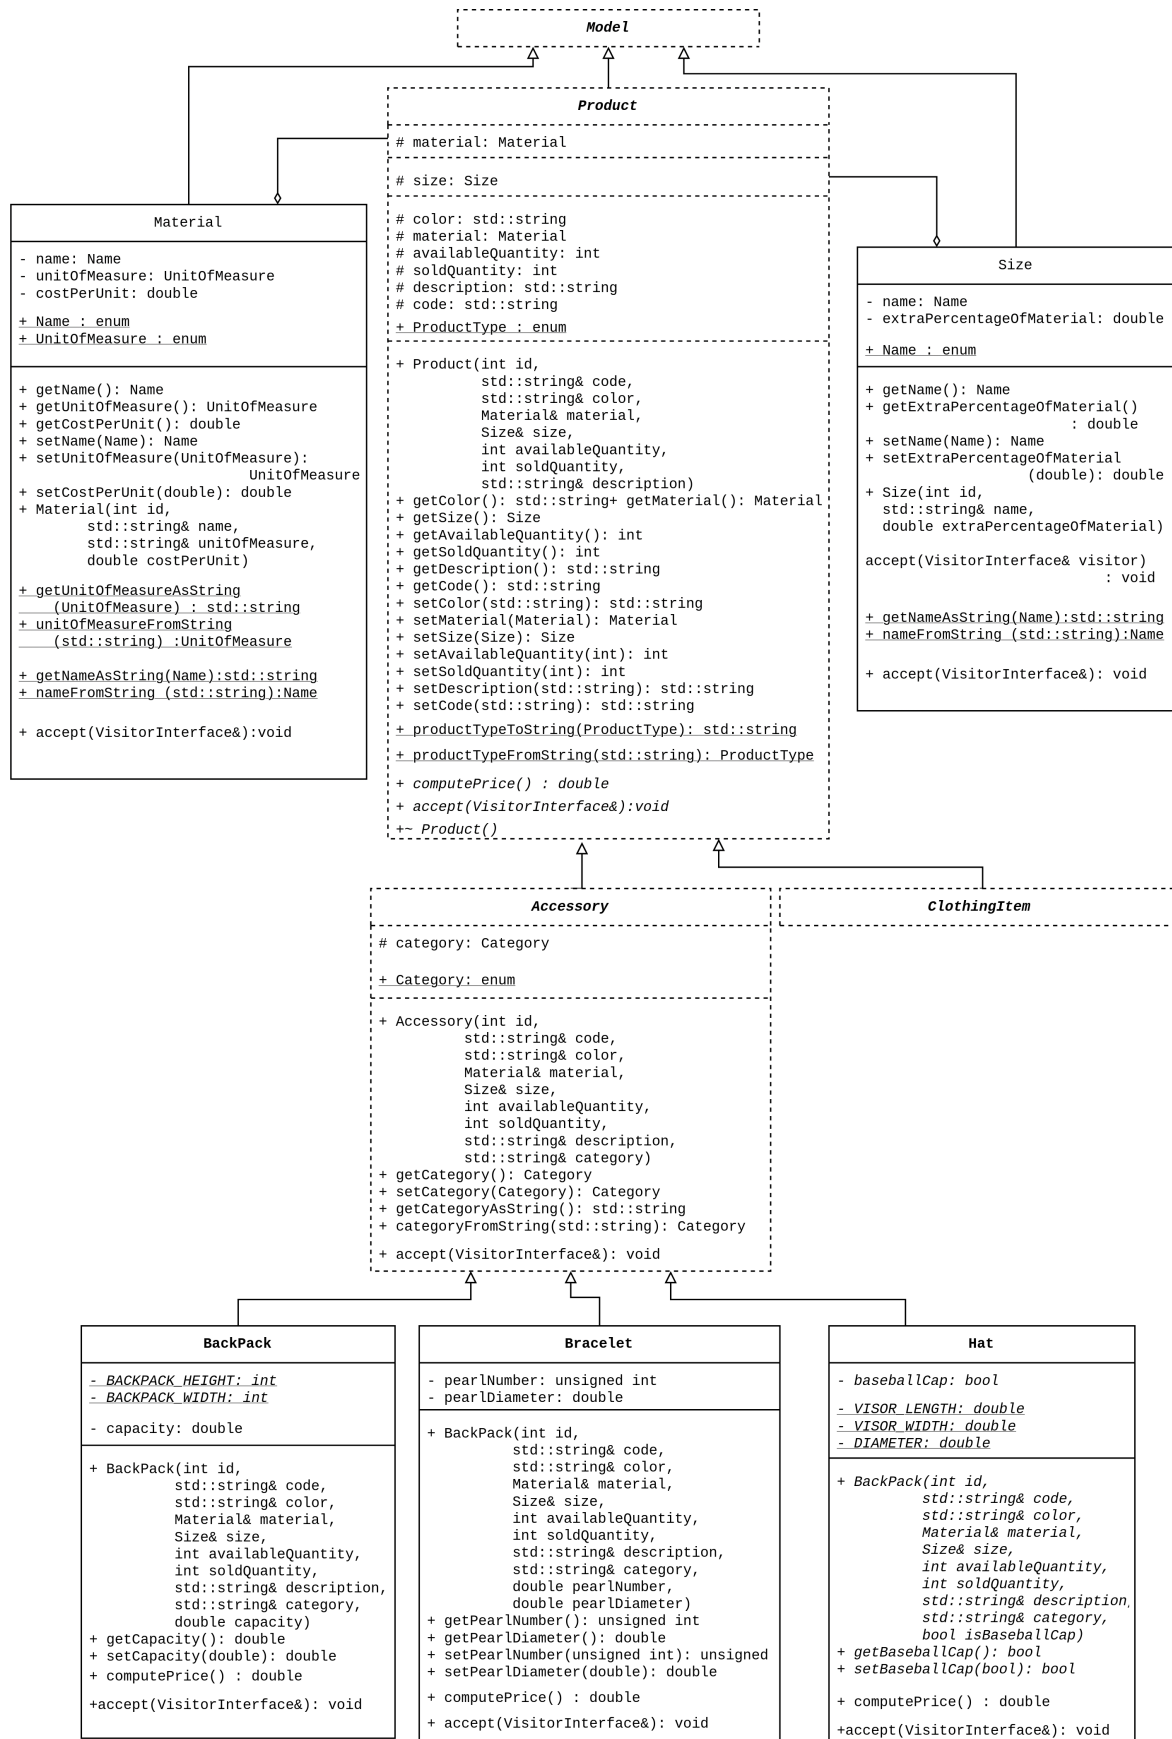 Model
Product
# material: Material
# size: Size
# color: std::string
# material: Material
# availableQuantity: int
# soldQuantity: int
# description: std::string
# code: std::string
+ ProductType : enum
+ Product(int id,
std::string& code,
std::string& color,
Material& material,
Size& size,
int availableQuantity,
int soldQuantity,
std::string& description)
+ getColor(): std::string+ getMaterial(): Material
+ getSize(): Size
+ getAvailableQuantity(): int
+ getSoldQuantity(): int
+ getDescription(): std::string
+ getCode(): std::string
+ setColor(std::string): std::string
+ setMaterial(Material): Material
+ setSize(Size): Size
+ setAvailableQuantity(int): int
+ setSoldQuantity(int): int
+ setDescription(std::string): std::string
+ setCode(std::string): std::string
+ productTypeToString(ProductType): std::string
+ productTypeFromString(std::string): ProductType
+ computePrice() : double
+ accept(VisitorInterface&):void
+~ Product()
Material
- name: Name
- unitOfMeasure: UnitOfMeasure
- costPerUnit: double
+ Name : enum
+ UnitOfMeasure : enum
+ getName(): Name
+ getUnitOfMeasure(): UnitOfMeasure
+ getCostPerUnit(): double
+ setName(Name): Name
+ setUnitOfMeasure(UnitOfMeasure):
UnitOfMeasure
+ setCostPerUnit(double): double
+ Material(int id,
std::string& name,
std::string& unitOfMeasure,
double costPerUnit)
+ getUnitOfMeasureAsString
(UnitOfMeasure) : std::string
+ unitOfMeasureFromString
(std::string) :UnitOfMeasure
+ getNameAsString(Name):std::string
+ nameFromString (std::string):Name
+ accept(VisitorInterface&):void
Size
- name: Name
- extraPercentageOfMaterial: double
+ Name : enum
+ getName(): Name
+ getExtraPercentageOfMaterial()
: double
+ setName(Name): Name
+ setExtraPercentageOfMaterial
(double): double
+ Size(int id,
std::string& name,
double extraPercentageOfMaterial)
accept(VisitorInterface& visitor)
: void
+ getNameAsString(Name):std::string
+ nameFromString (std::string):Name
+ accept(VisitorInterface&): void
Accessory
# category: Category
+ Category: enum
+ Accessory(int id,
std::string& code,
std::string& color,
Material& material,
Size& size,
int availableQuantity,
int soldQuantity,
std::string& description,
std::string& category)
+ getCategory(): Category
+ setCategory(Category): Category
+ getCategoryAsString(): std::string
+ categoryFromString(std::string): Category
+ accept(VisitorInterface&): void
ClothingItem
BackPack
- BACKPACK_HEIGHT: int
- BACKPACK_WIDTH: int
- capacity: double
+ BackPack(int id,
std::string& code,
std::string& color,
Material& material,
Size& size,
int availableQuantity,
int soldQuantity,
std::string& description,
std::string& category,
double capacity)
+ getCapacity(): double
+ setCapacity(double): double
+ computePrice() : double
+accept(VisitorInterface&): void
Bracelet
- pearlNumber: unsigned int
- pearlDiameter: double
+ BackPack(int id,
std::string& code,
std::string& color,
Material& material,
Size& size,
int availableQuantity,
int soldQuantity,
std::string& description,
std::string& category,
double pearlNumber,
double pearlDiameter)
+ getPearlNumber(): unsigned int
+ getPearlDiameter(): double
+ setPearlNumber(unsigned int): unsigned
+ setPearlDiameter(double): double
+ computePrice() : double
+ accept(VisitorInterface&): void
Hat
- baseballCap: bool
- VISOR_LENGTH: double
- VISOR_WIDTH: double
- DIAMETER: double
+ BackPack(int id,
std::string& code,
std::string& color,
Material& material,
Size& size,
int availableQuantity,
int soldQuantity,
std::string& description,
std::string& category,
bool isBaseballCap)
+ getBaseballCap(): bool
+ setBaseballCap(bool): bool
+ computePrice() : double
+accept(VisitorInterface&): void